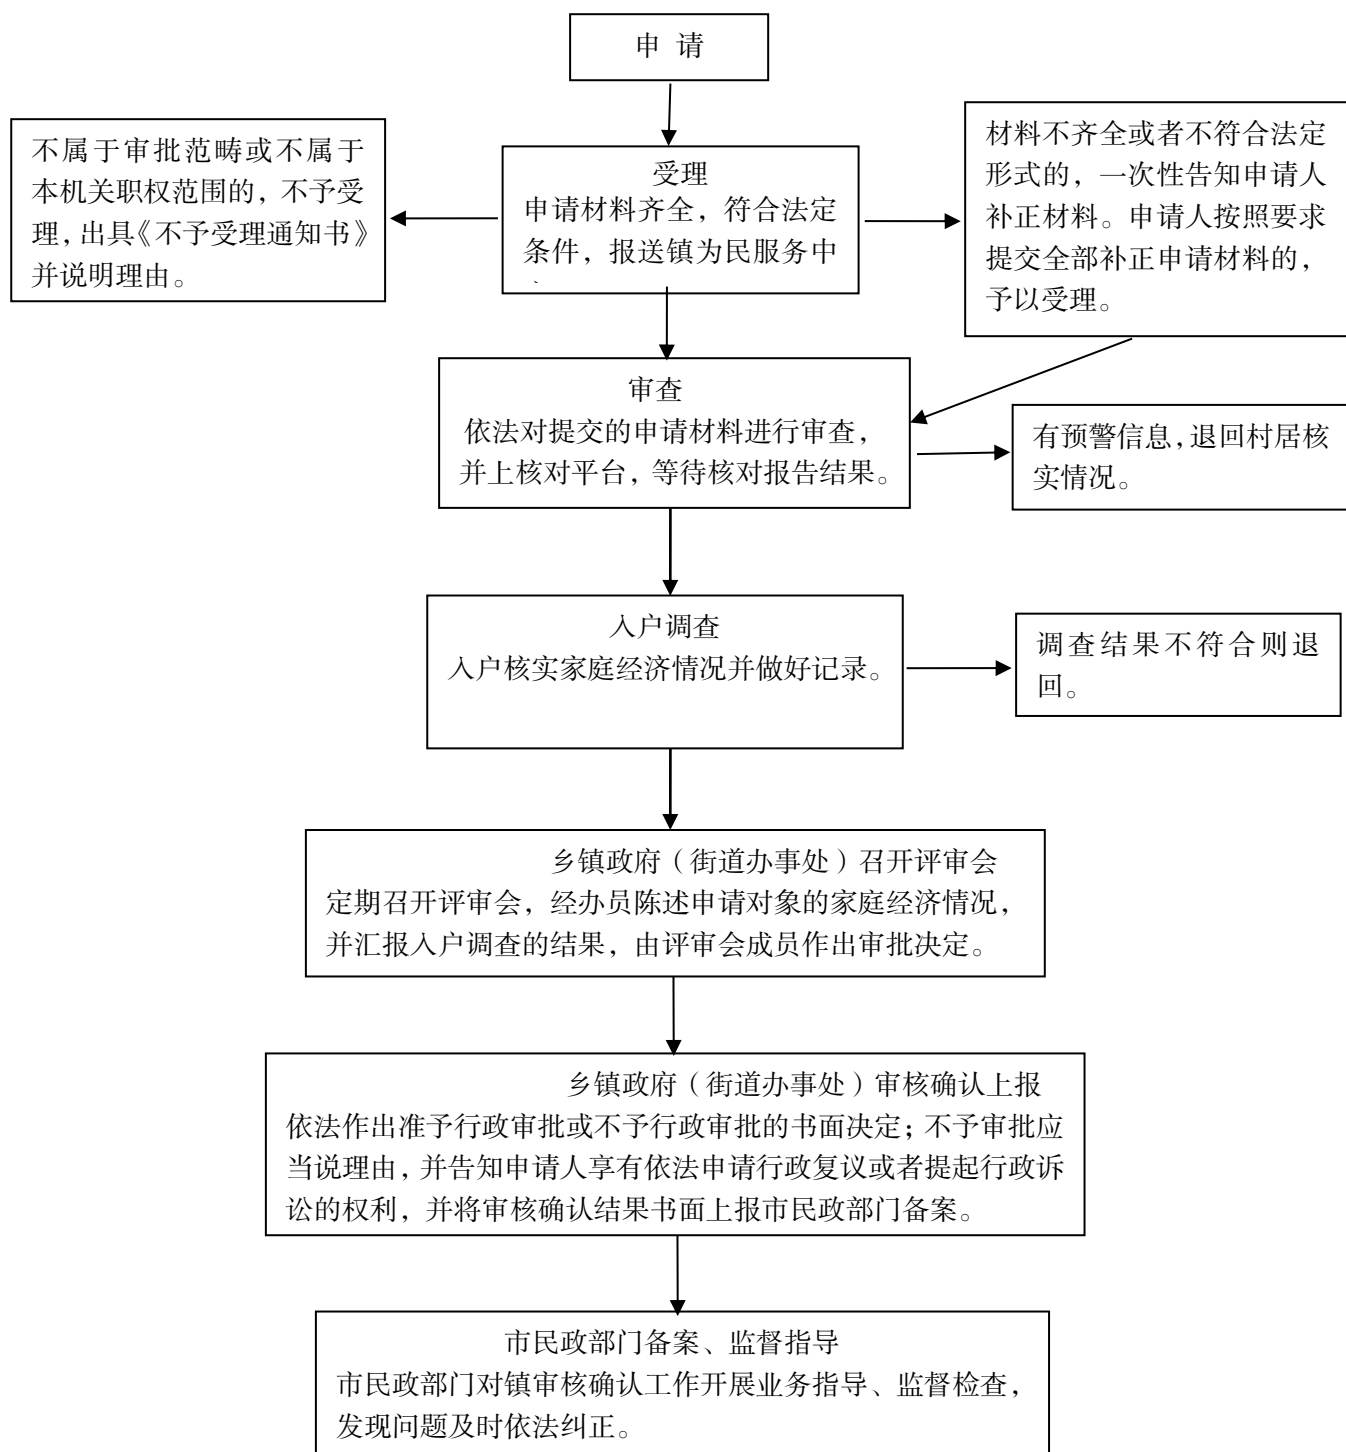 申 请
不属于审批范畴或不属于
本机关职权范围的，不予受
理，出具《不予受理通知书》
并说明理由。
受理
申请材料齐全，符合法定
条件，报送镇为民服务中
材料不齐全或者不符合法定
形式的，一次性告知申请人
补正材料。申请人按照要求
提交全部补正申请材料的，
予以受理。
审查
依法对提交的申请材料进行审查，
并上核对平台，等待核对报告结果。
有预警信息，退回村居核
实情况。
入户调查
入户核实家庭经济情况并做好记录。
调查结果不符合则退
回。
乡镇政府（街道办事处）召开评审会
定期召开评审会，经办员陈述申请对象的家庭经济情况，
并汇报入户调查的结果，由评审会成员作出审批决定。
乡镇政府（街道办事处）审核确认上报
依法作出准予行政审批或不予行政审批的书面决定；不予审批应
当说理由，并告知申请人享有依法申请行政复议或者提起行政诉
讼的权利，并将审核确认结果书面上报市民政部门备案。
市民政部门备案、监督指导
市民政部门对镇审核确认工作开展业务指导、监督检查，
发现问题及时依法纠正。